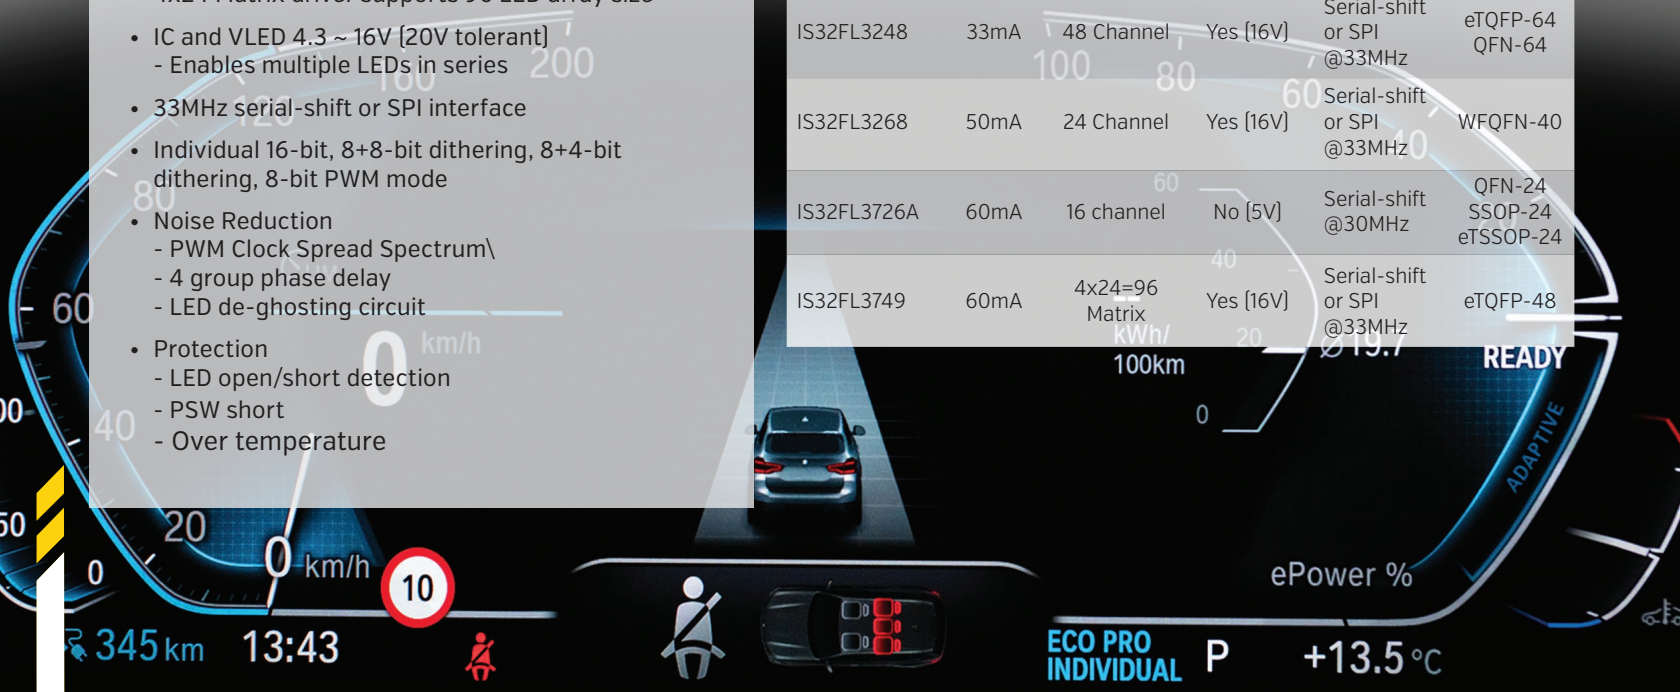 • IC and VLED 4.3 ~ 16V (20V tolerant)
- Enables multiple LEDs in series
• 33MHz serial-shift or SPI interface
• Individual 16-bit, 8+8-bit dithering, 8+4-bit
dithering, 8-bit PWM mode
• Noise Reduction
- PWM Clock Spread Spectrum\
- 4 group phase delay
- LED de-ghosting circuit
• Protection
- LED open/short detection
- PSW short
- Over temperature
IS32FL3248 33mA 48 Channel Yes (16V) Serial-shift or SPI @33MHz eTQFP-64 QFN-64
IS32FL3268 50mA 24 Channel Yes (16V) Serial-shift or SPI @33MHz WFQFN-40
IS32FL3726A 60mA 16 channel No (5V) Serial-shift @30MHz QFN-24 SSOP-24 eTSSOP-24
IS32FL3749 60mA 4x24=96 Matrix Yes (16V) Serial-shift or SPI @33MHz eTQFP-48
200
160
120
80
60
40
20
0 km/h
0 km/h
100
80
60
40
60
40
20
0
-- kWh/
100km
Ø19.7
READY
ADAPTIVE
00
50
0
10
345 km
13:43
ePower %
ECO PRO
INDIVIDUAL
P
+13.5 °C